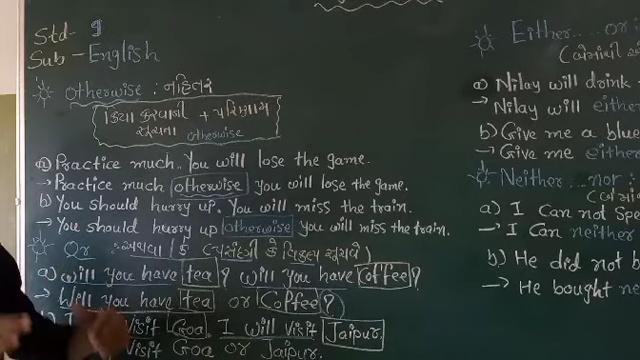 Std- 9
Sub - English
otherwise : નહિતર
ક્રિયા કરવાની + પરિણામ
સૂચના otherwise
a) Practice much. You will lose the game.
→ Practice much otherwise you will lose the game.
b) You should hurry up. You will miss the train.
→ You should hurry up otherwise you will miss the train.
Or : અથવા / કે
a) will you have tea? will you have Coffee?
→ Will you have tea or Coffee?
visit Goa. I will visit Jaipur.
visit Goa or Jaipur.
Either... or
a) Nilay will drink
→ Nilay will either
b) Give me a blue
→ Give me either
Neither... nor :
a) I Can not Spe
→ I Can neither
b) He did not b
→ He bought ne